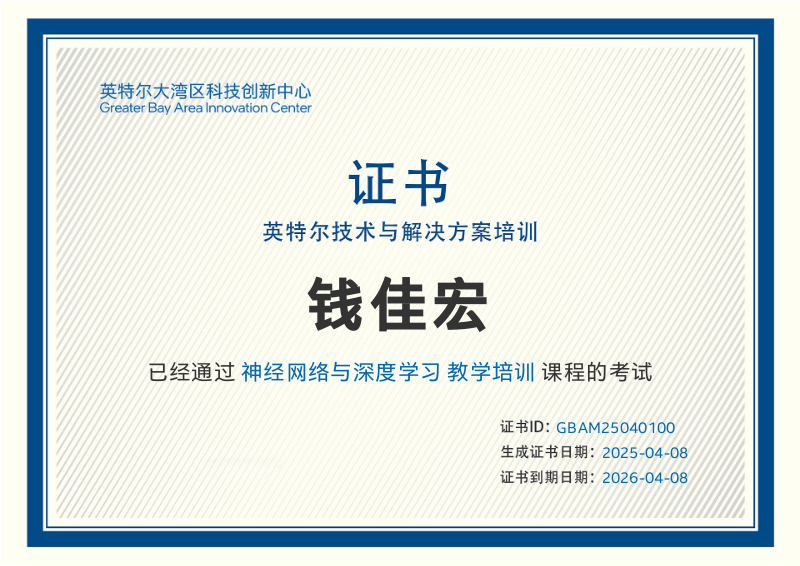 英特尔大湾区科技创新中心
Greater Bay Area Innovation Center
证书
英特尔技术与解决方案培训
钱佳宏
已经通过 神经网络与深度学习 教学培训 课程的考试
证书ID：GBAM25040100
生成证书日期：2025-04-08
证书到期日期：2026-04-08